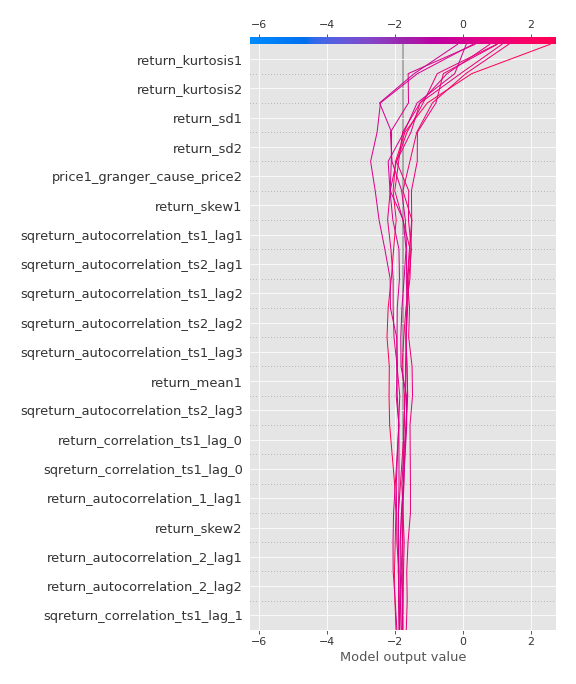 −6 −4 −2 0 2
return_kurtosis1
return_kurtosis2
return_sd1
return_sd2
price1_granger_cause_price2
return_skew1
sqreturn_autocorrelation_ts1_lag1
sqreturn_autocorrelation_ts2_lag1
sqreturn_autocorrelation_ts1_lag2
sqreturn_autocorrelation_ts2_lag2
sqreturn_autocorrelation_ts1_lag3
return_mean1
sqreturn_autocorrelation_ts2_lag3
return_correlation_ts1_lag_0
sqreturn_correlation_ts1_lag_0
return_autocorrelation_1_lag1
return_skew2
return_autocorrelation_2_lag1
return_autocorrelation_2_lag2
sqreturn_correlation_ts1_lag_1
−6 −4 −2 0 2
Model output value